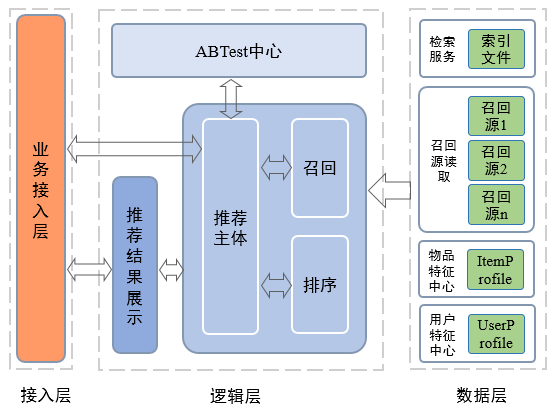 业务接入层
接入层
ABTest中心
推荐结果展示
推荐
主体
召回
排序
逻辑层
检索
服务
索引
文件
召回
源读
取
召回
源1
召回
源2
召回
源n
物品
特征
中心
ItemP
rofile
用户
特征
中心
UserP
rofile
数据层